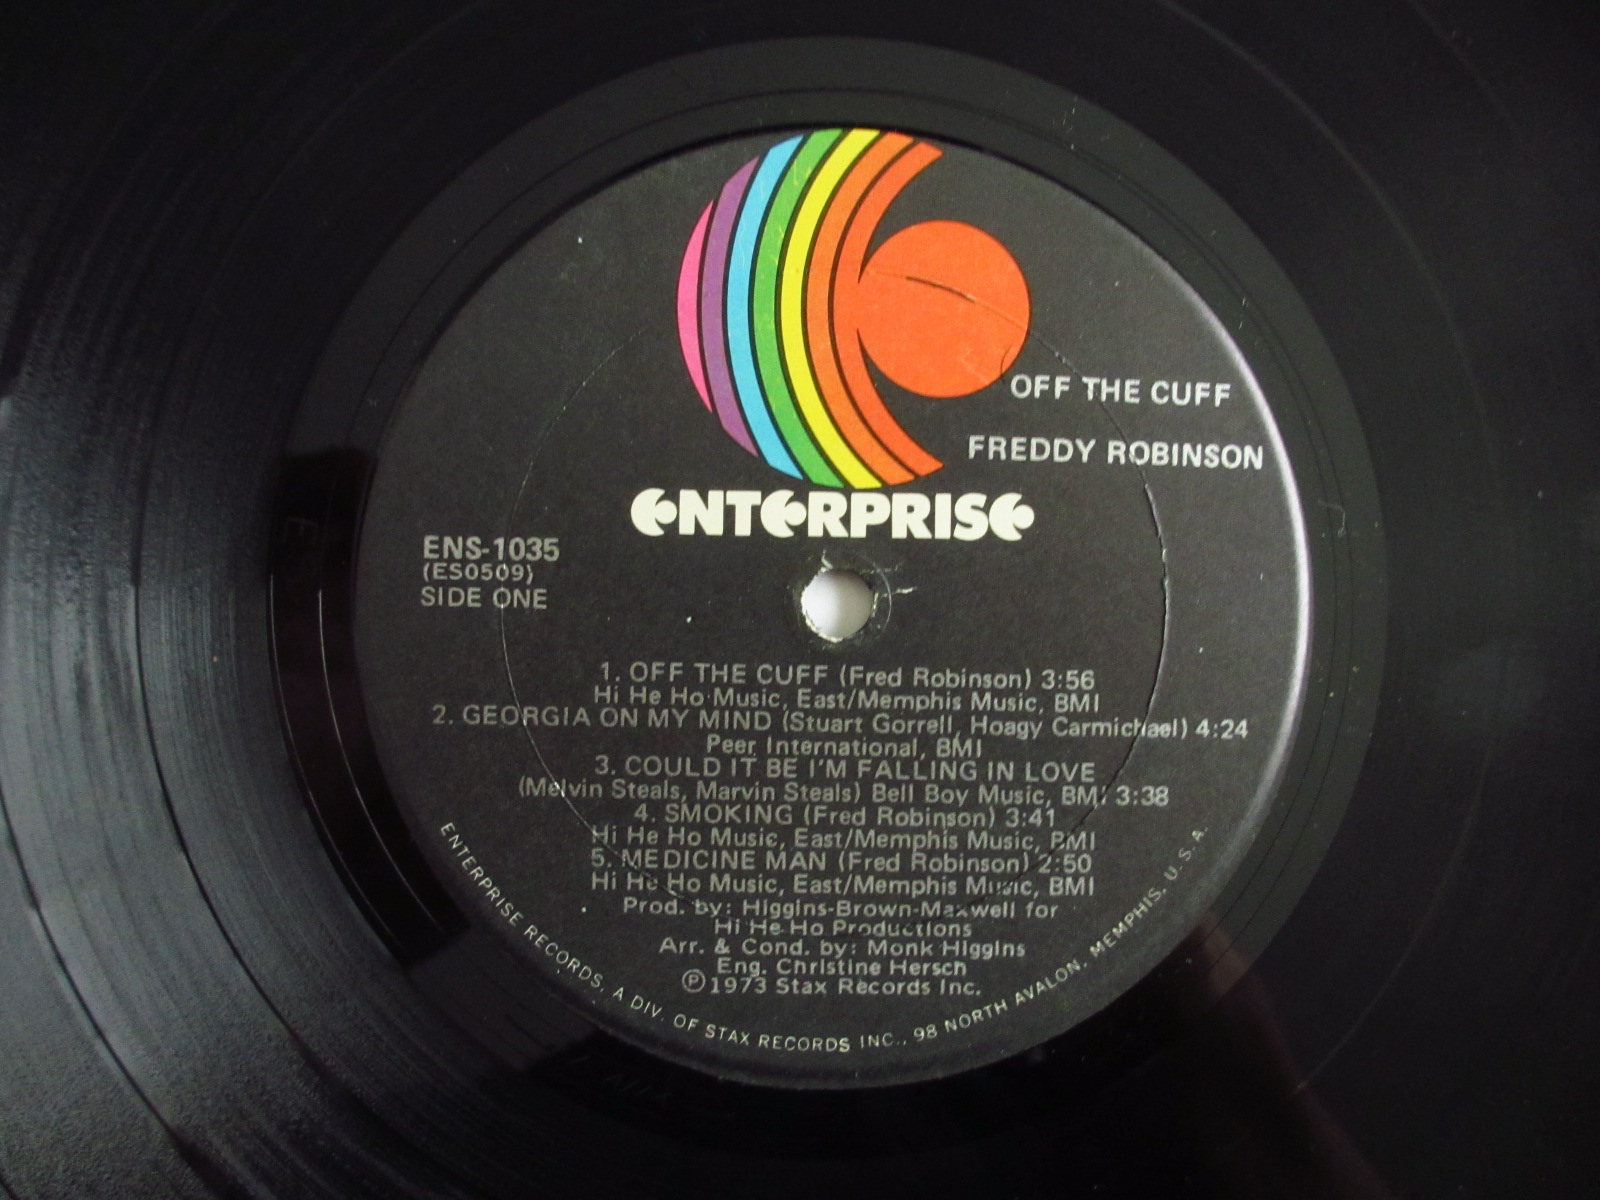 OFF THE CUFF
FREDDY ROBINSON
ENTERPRISE
ENS-1035
(ES0509)
SIDE ONE
1. OFF THE CUFF (Fred Robinson) 3:56
Hi He Ho Music, East/Memphis Music, BMI
2. GEORGIA ON MY MIND (Stuart Gorrell, Hoagy Carmichael) 4:24
Peer International, BMI
3. COULD IT BE I'M FALLING IN LOVE
(Melvin Steals, Marvin Steals) Bell Boy Music, BMI 3:38
4. SMOKING (Fred Robinson) 3:41
Hi He Ho Music, East/Memphis Music, BMI
5. MEDICINE MAN (Fred Robinson) 2:50
Hi He Ho Music, East/Memphis Music, BMI
Prod. by: Higgins-Brown-Maxwell for
Hi He Ho Productions
Arr. & Cond. by: Monk Higgins
Eng. Christine Hersch
℗1973 Stax Records Inc.
ENTERPRISE RECORDS, A DIV. OF STAX RECORDS INC., 98 NORTH AVALON, MEMPHIS, U.S.A.